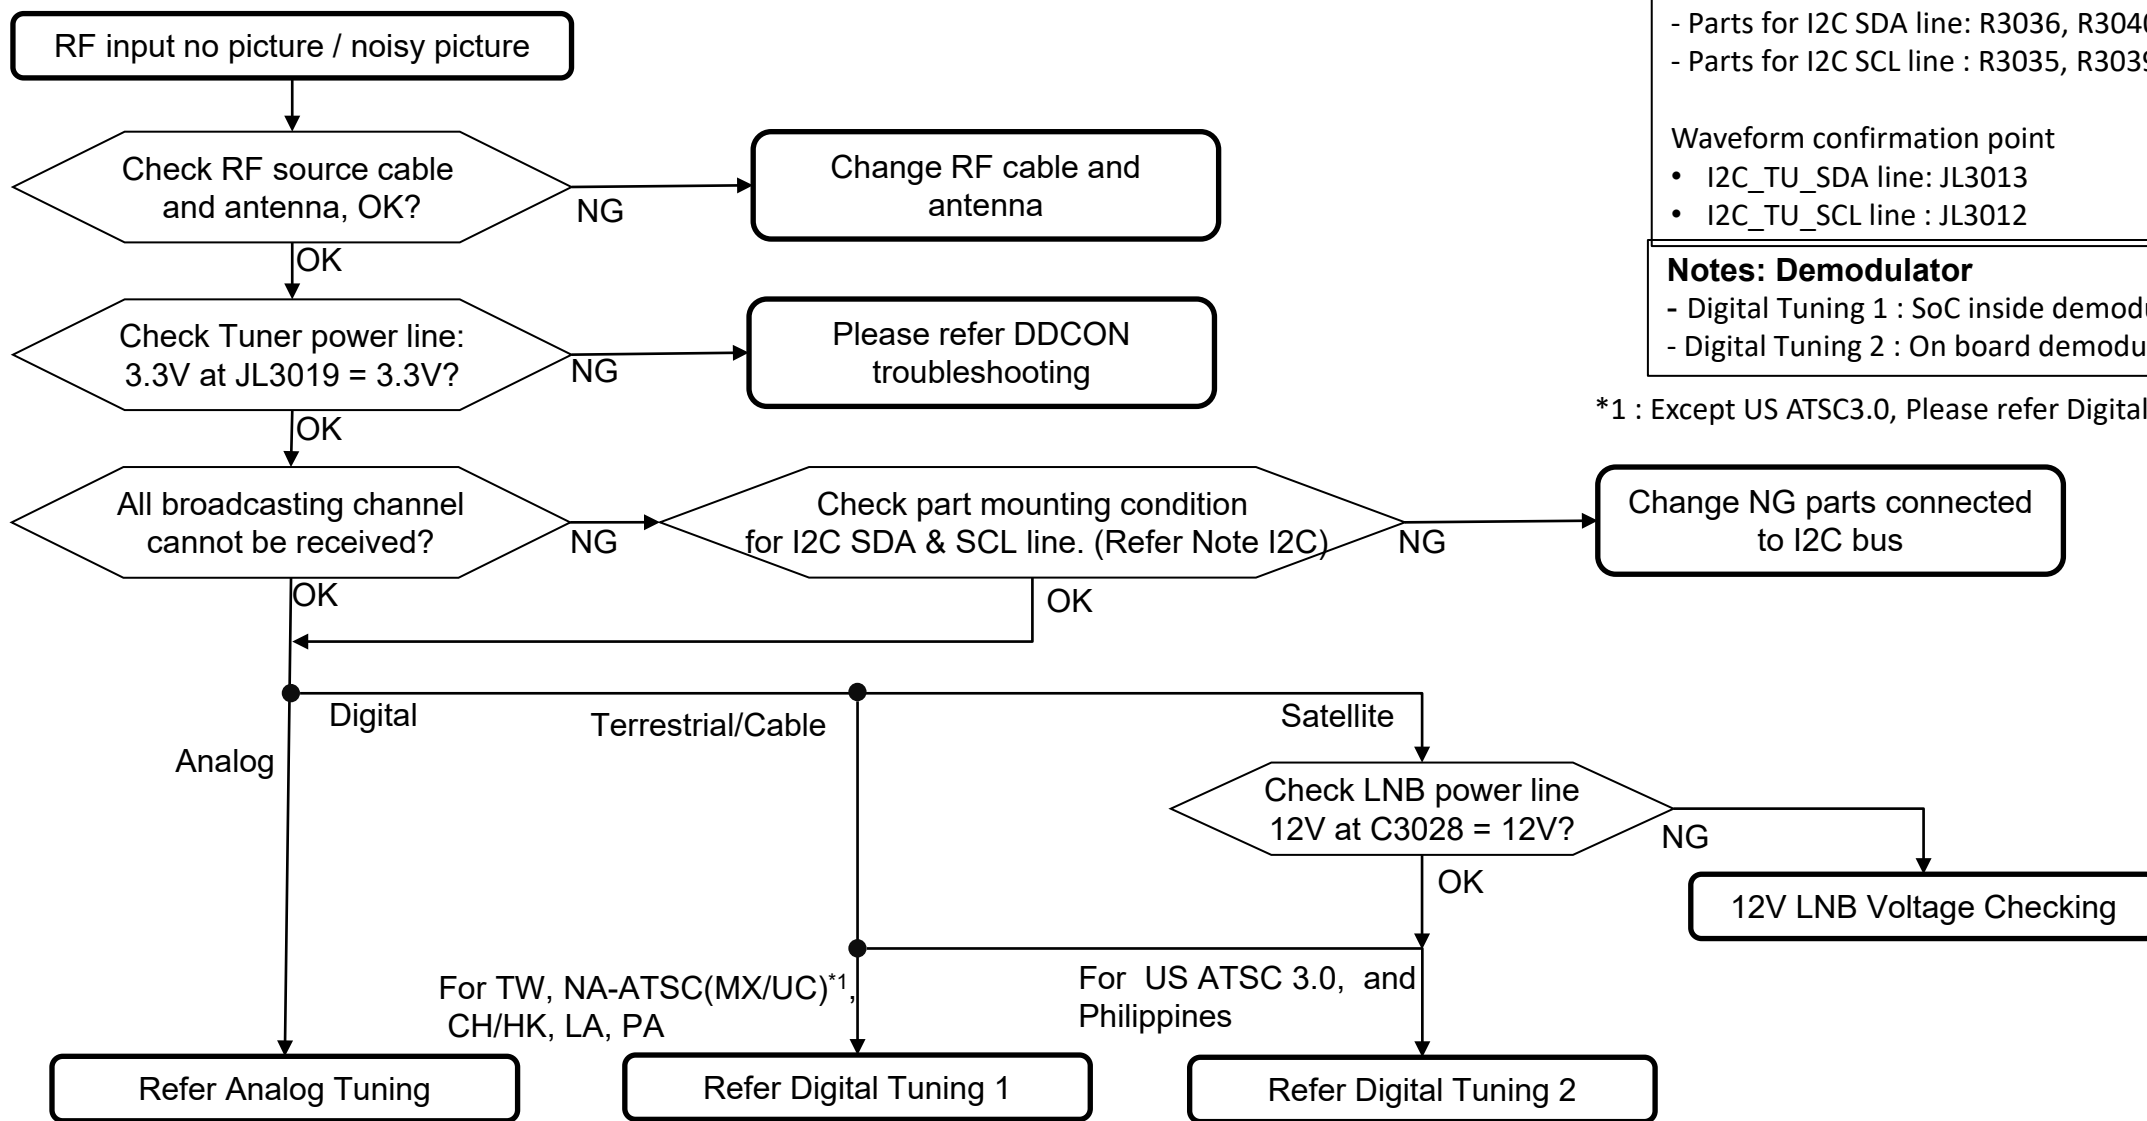 RF input no picture / noisy picture
Check RF source cable
and antenna, OK?
NG
Change RF cable and
antenna
OK
Check Tuner power line:
3.3V at JL3019 = 3.3V?
NG
Please refer DDCON
troubleshooting
OK
All broadcasting channel
cannot be received?
NG
Check part mounting condition
for I2C SDA & SCL line. (Refer Note I2C)
NG
Change NG parts connected
to I2C bus
OK
OK
Digital
Analog
Terrestrial/Cable
Satellite
Check LNB power line
12V at C3028 = 12V?
NG
OK
12V LNB Voltage Checking
For TW, NA-ATSC(MX/UC)*1,
CH/HK, LA, PA
For US ATSC 3.0, and
Philippines
Refer Analog Tuning
Refer Digital Tuning 1
Refer Digital Tuning 2
- Parts for I2C SDA line: R3036, R3040
- Parts for I2C SCL line : R3035, R3039
Waveform confirmation point
• I2C_TU_SDA line: JL3013
• I2C_TU_SCL line : JL3012
Notes: Demodulator
- Digital Tuning 1 : SoC inside
- Digital Tuning 2 : On board
*1 : Except US ATSC3.0, Please refer Digital